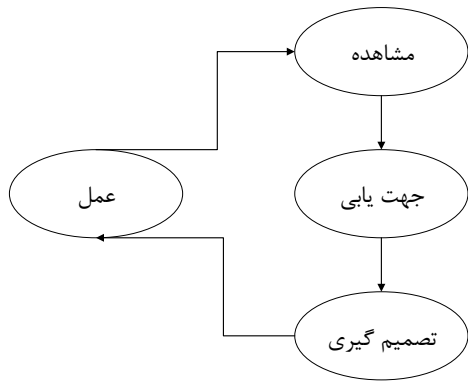 مشاهده
جهت یابی
عمل
تصمیم گیری